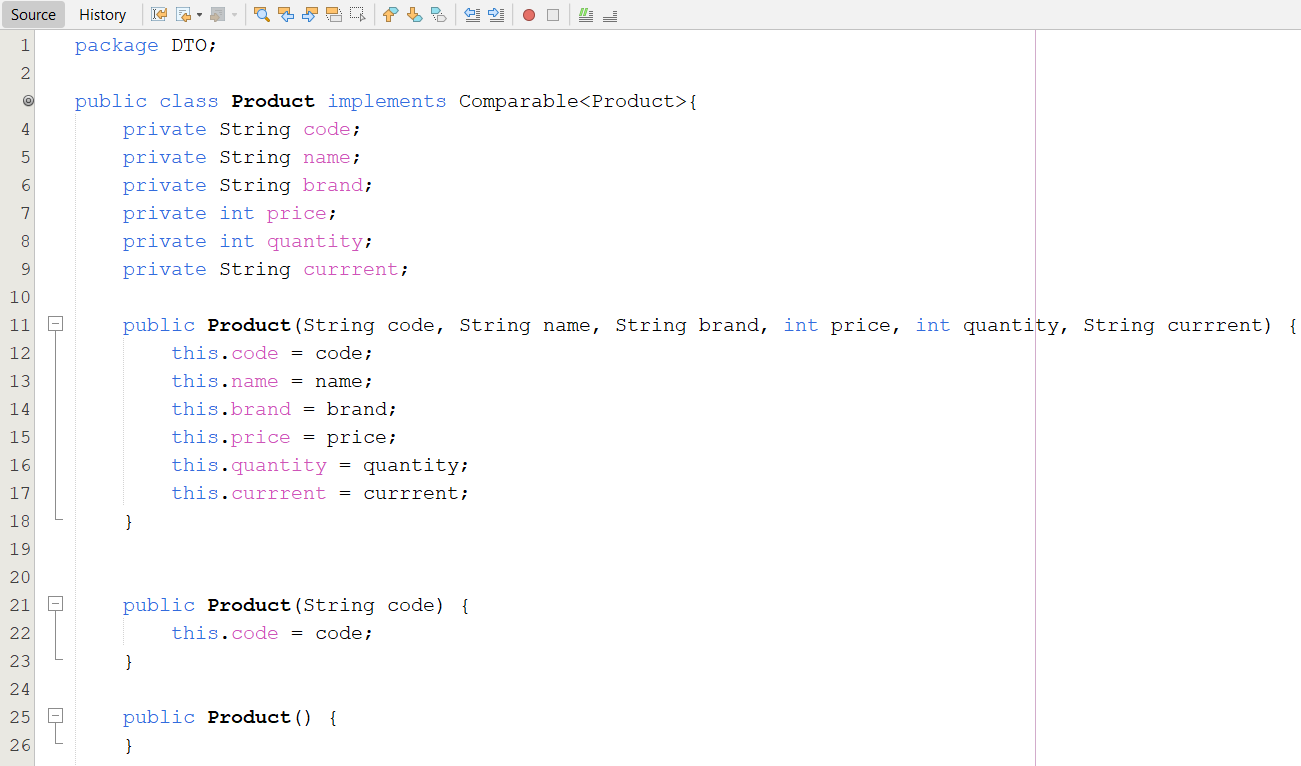 Source History
1 package DTO;
2
public class Product implements Comparable<Product>{
4 private String code;
5 private String name;
6 private String brand;
7 private int price;
8 private int quantity;
9 private String currrent;
10
11 public Product(String code, String name, String brand, int price, int quantity, String currrent) {
12 this.code = code;
13 this.name = name;
14 this.brand = brand;
15 this.price = price;
16 this.quantity = quantity;
17 this.currrent = currrent;
18 }
19
20
21 public Product(String code) {
22 this.code = code;
23 }
24
25 public Product() {
26 }